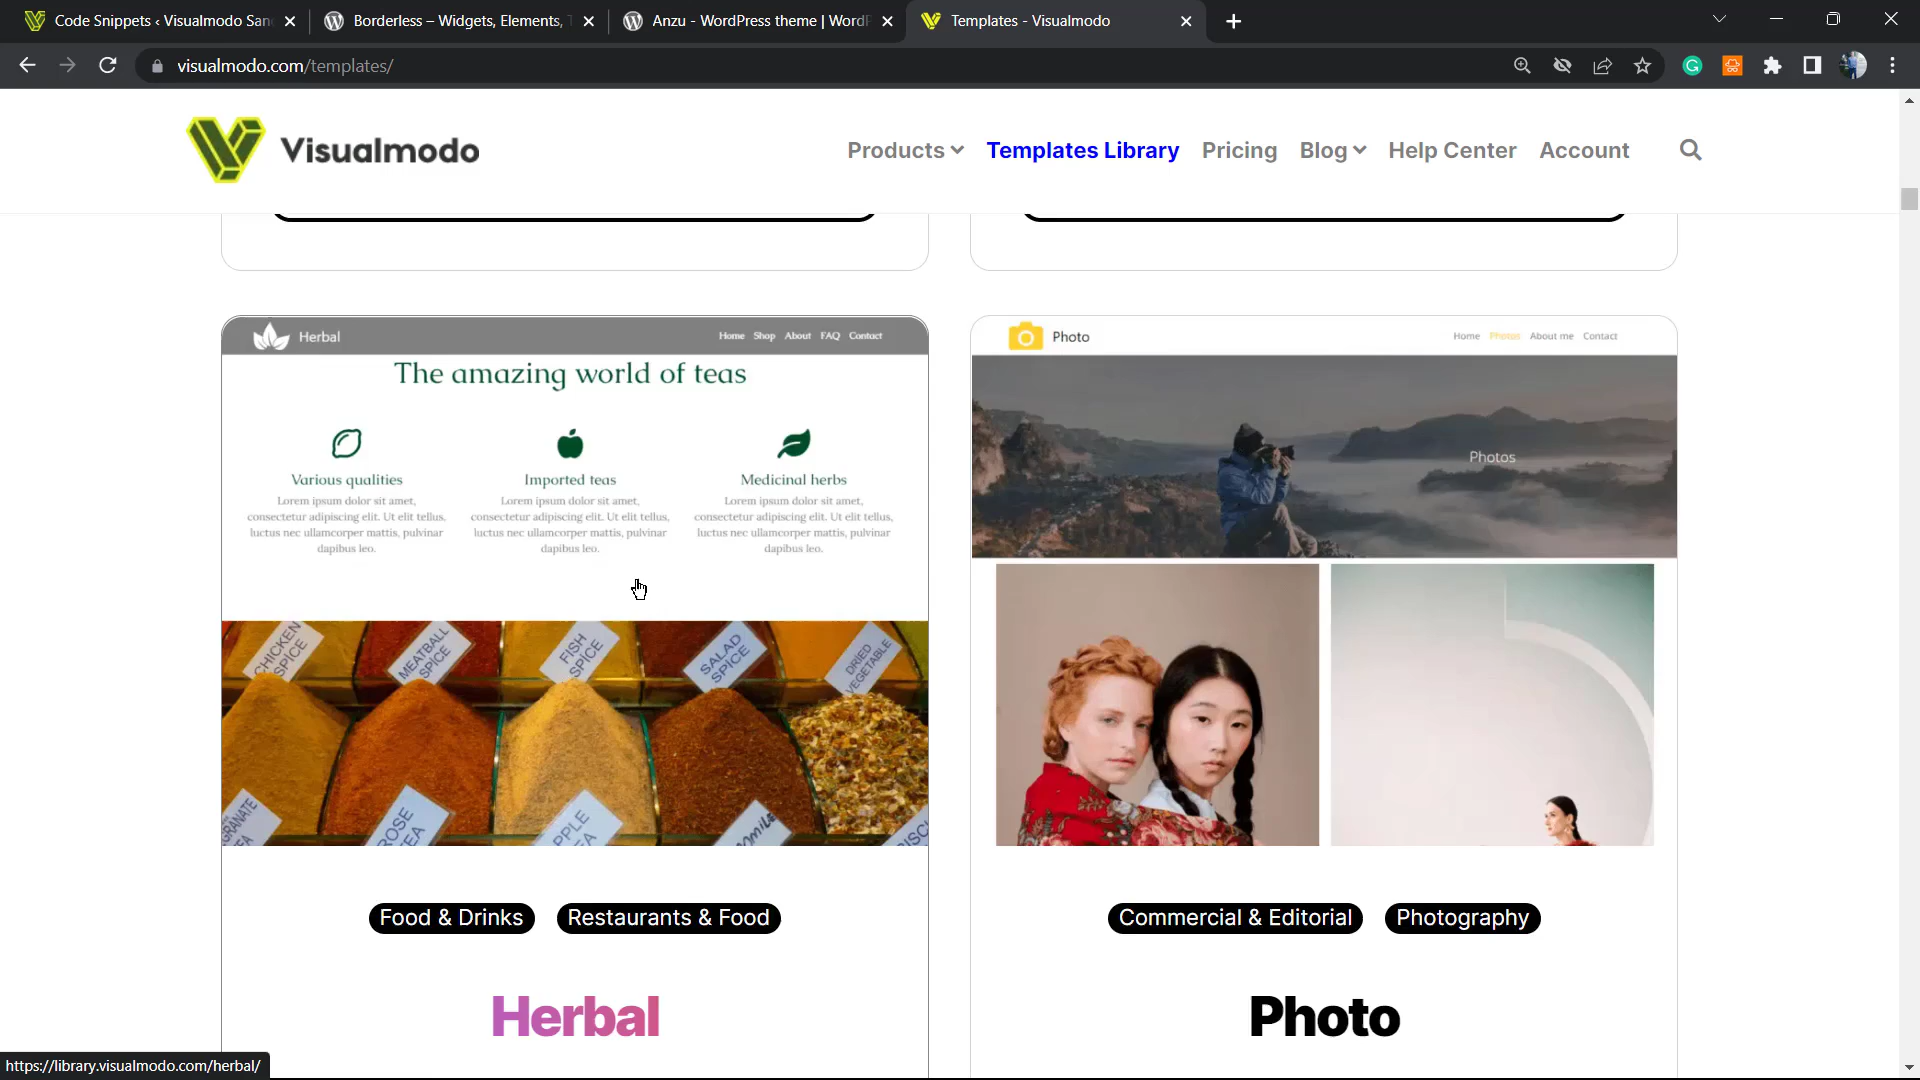 Code Snippets ‹ Visualmodo San
Borderless – Widgets, Elements, T
Anzu - WordPress theme | WordP
Templates - Visualmodo
visualmodo.com/templates/
Visualmodo
Products
Templates Library
Pricing
Blog
Help Center
Account
Herbal
Home Shop About FAQ Contact
The amazing world of teas
Various qualities
Lorem ipsum dolor sit amet,
consectetur adipiscing elit. Ut elit tellus,
luctus nec ullamcorper mattis, pulvinar
dapibus leo.
Imported teas
Lorem ipsum dolor sit amet,
consectetur adipiscing elit. Ut elit tellus,
luctus nec ullamcorper mattis, pulvinar
dapibus leo.
Medicinal herbs
Lorem ipsum dolor sit amet,
consectetur adipiscing elit. Ut elit tellus,
luctus nec ullamcorper mattis, pulvinar
dapibus leo.
CHICKEN
SPICE
MEATBALL
SPICE
FISH
SPICE
SALAD
SPICE
DRIED
VEGETABLE
ROSE
Food & Drinks
Restaurants & Food
Herbal
Photo
Home Photos About me Contact
Photos
Commercial & Editorial
Photography
Photo
https://library.visualmodo.com/herbal/